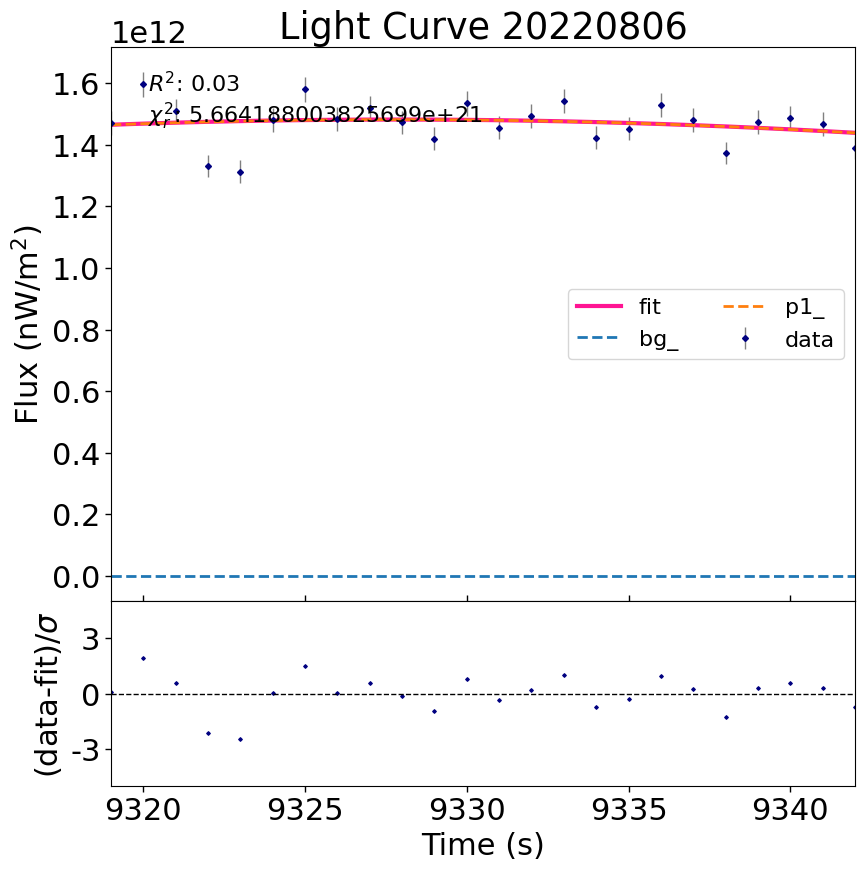 Light Curve 20220806
1e12
R²: 0.03
χ²ᵣ: 5.664188003825699e+21
1.6
1.4
1.2
1.0
0.8
0.6
0.4
0.2
0.0
Flux (nW/m²)
fit
bg_
p1_
data
3
0
-3
(data-fit)/σ
9320 9325 9330 9335 9340
Time (s)